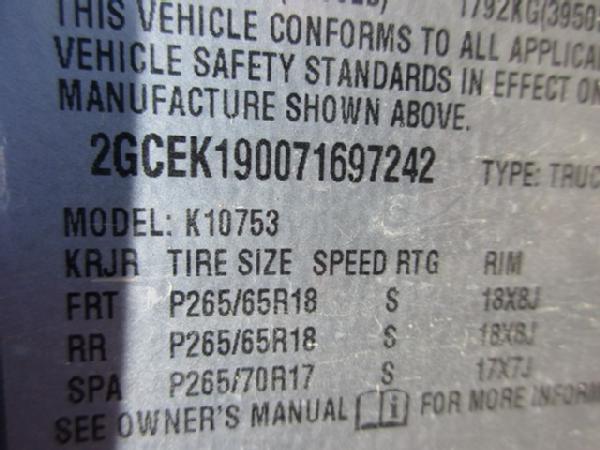 1792KG(3950
THIS VEHICLE CONFORMS TO ALL APPLICA
VEHICLE SAFETY STANDARDS IN EFFECT ON
MANUFACTURE SHOWN ABOVE.
2GCEK190071697242 TYPE: TRUC
MODEL: K10753
KRJR TIRE SIZE SPEED RTG RIM
FRT P265/65R18 S 18X8J
RR P265/65R18 S 18X8J
SPA P265/70R17 S 17X7J
SEE OWNER'S MANUAL FOR MORE INFORM